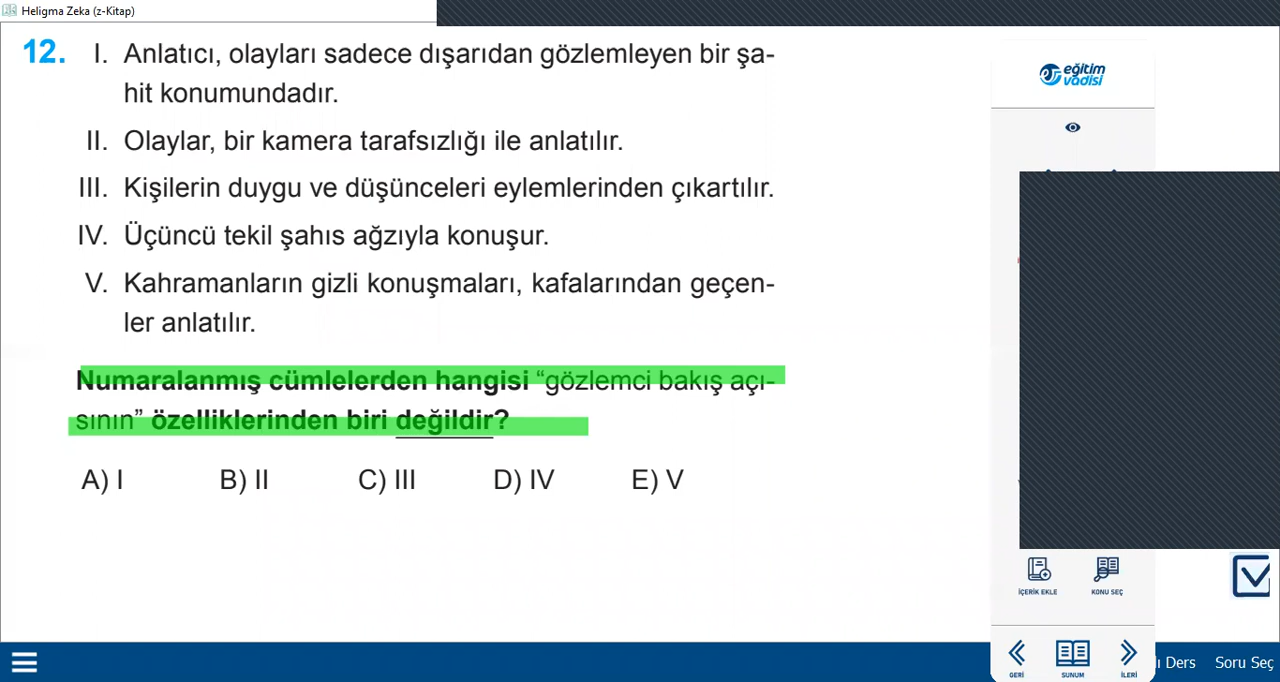 Heligma Zeka (z-Kitap)
12. I. Anlatıcı, olayları sadece dışarıdan gözlemleyen bir şa-
hit konumundadır.
II. Olaylar, bir kamera tarafsızlığı ile anlatılır.
III. Kişilerin duygu ve düşünceleri eylemlerinden çıkartılır.
IV. Üçüncü tekil şahıs ağzıyla konuşur.
V. Kahramanların gizli konuşmaları, kafalarından geçen-
ler anlatılır.
Numaralanmış cümlelerden hangisi “gözlemci bakış açı-
sının” özelliklerinden biri değildir?
A) I B) II C) III D) IV E) V
eğitim
vadisi
İÇERİK EKLE KONU SEÇ
GERİ SUNUM İLERİ
Ders Soru Seç